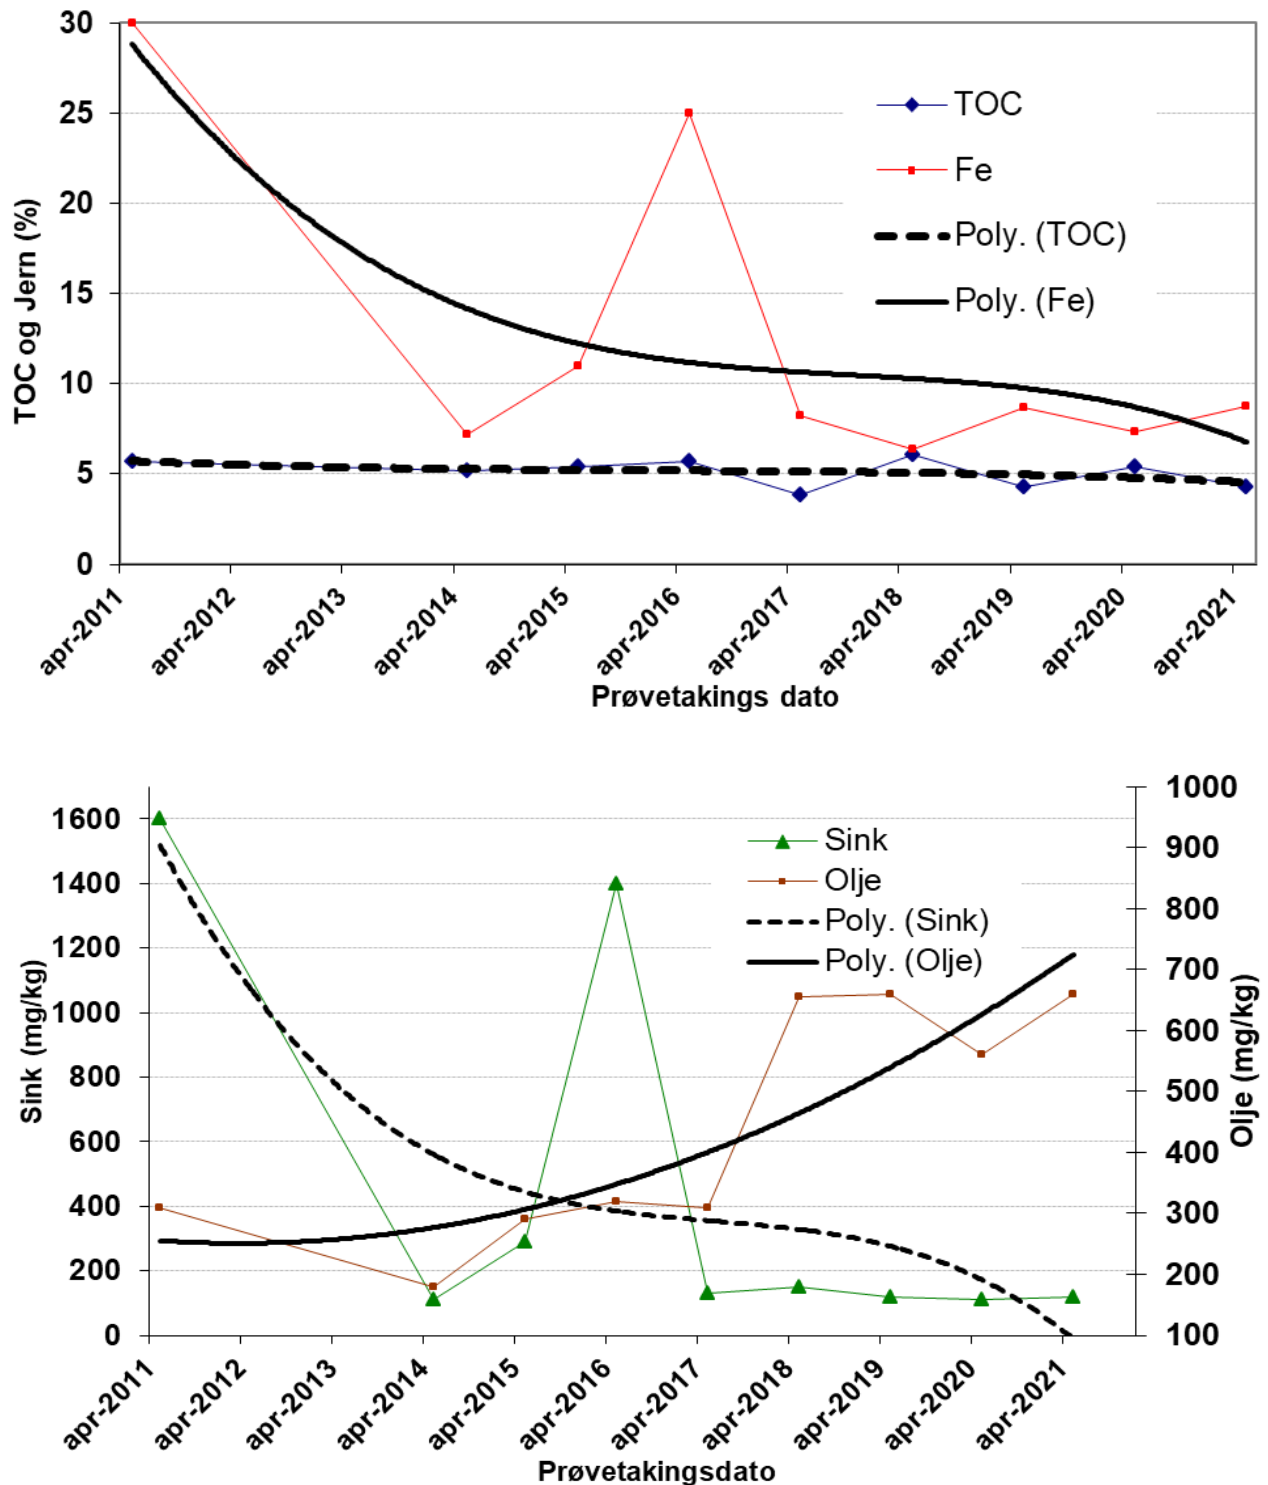 30
25
20
15
10
5
0
TOC og Jern (%)
TOC
Fe
Poly. (TOC)
Poly. (Fe)
apr-2011
apr-2012
apr-2013
apr-2014
apr-2015
apr-2016
apr-2017
apr-2018
apr-2019
apr-2020
apr-2021
Prøvetakings dato
1600
1400
1200
1000
800
600
400
200
0
Sink (mg/kg)
Sink
Olje
Poly. (Sink)
Poly. (Olje)
1000
900
800
700
600
500
400
300
200
100
Olje (mg/kg)
apr-2011
apr-2012
apr-2013
apr-2014
apr-2015
apr-2016
apr-2017
apr-2018
apr-2019
apr-2020
apr-2021
Prøvetakingsdato